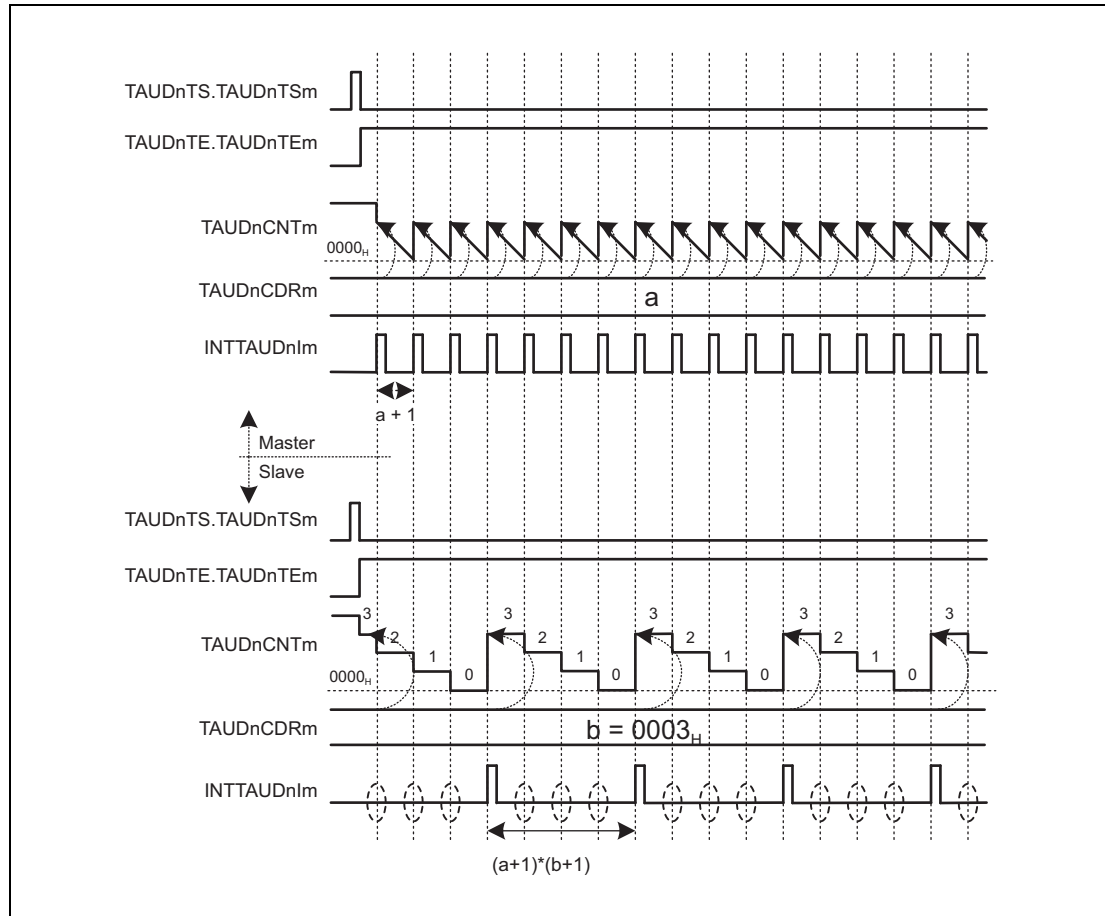 TAUDnTS.TAUDnTSm
TAUDnTE.TAUDnTEm
TAUDnCNTm
0000H
TAUDnCDRm
a
INTTAUDnIm
a + 1
Master
Slave
TAUDnTS.TAUDnTSm
TAUDnTE.TAUDnTEm
3 3 3 3 3
TAUDnCNTm
2 2 2 2
1 1 1 1
0 0 0 0
0000H
TAUDnCDRm
b = 0003H
INTTAUDnIm
(a+1)*(b+1)